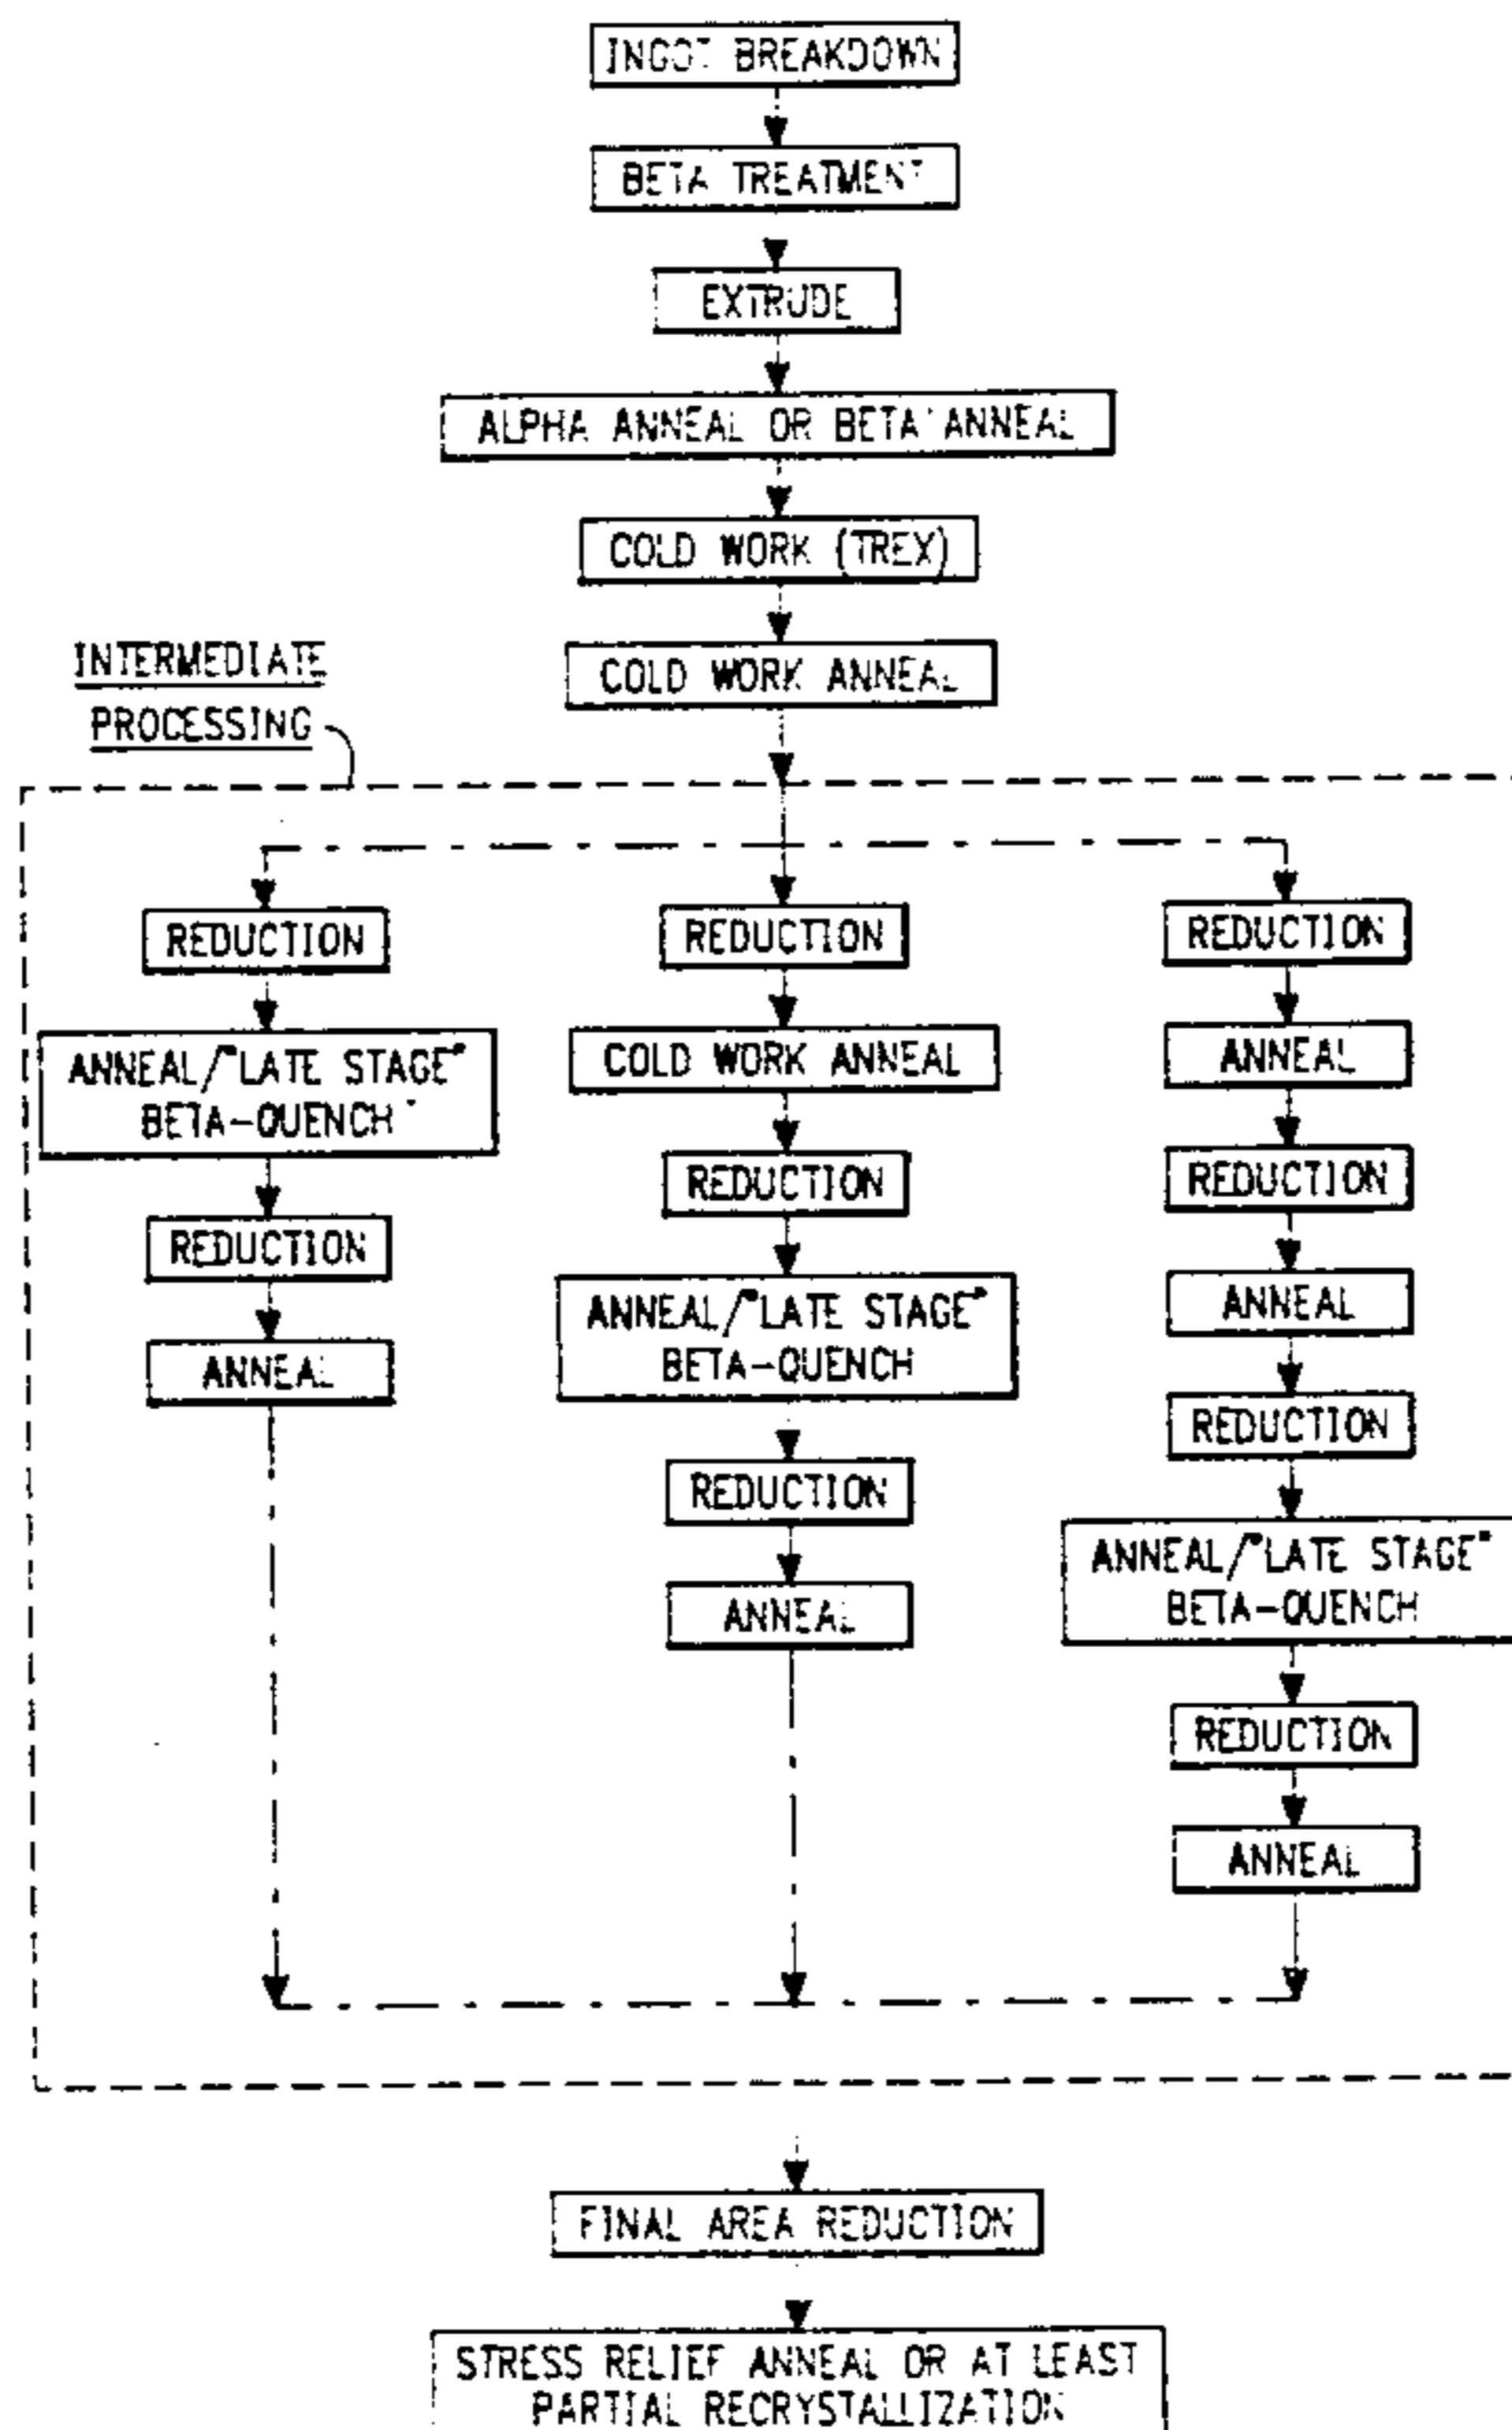 INGOT BREAKDOWN
BETA TREATMENT
EXTRUDE
ALPHA ANNEAL OR BETA ANNEAL
COLD WORK (TREX)
COLD WORK ANNEAL
INTERMEDIATE
PROCESSING
REDUCTION
ANNEAL/"LATE STAGE"
BETA-QUENCH
REDUCTION
ANNEAL
REDUCTION
COLD WORK ANNEAL
REDUCTION
ANNEAL/"LATE STAGE"
BETA-QUENCH
REDUCTION
ANNEAL
REDUCTION
ANNEAL
REDUCTION
ANNEAL
REDUCTION
ANNEAL/"LATE STAGE"
BETA-QUENCH
REDUCTION
ANNEAL
FINAL AREA REDUCTION
STRESS RELIEF ANNEAL OR AT LEAST
PARTIAL RECRYSTALLIZATION